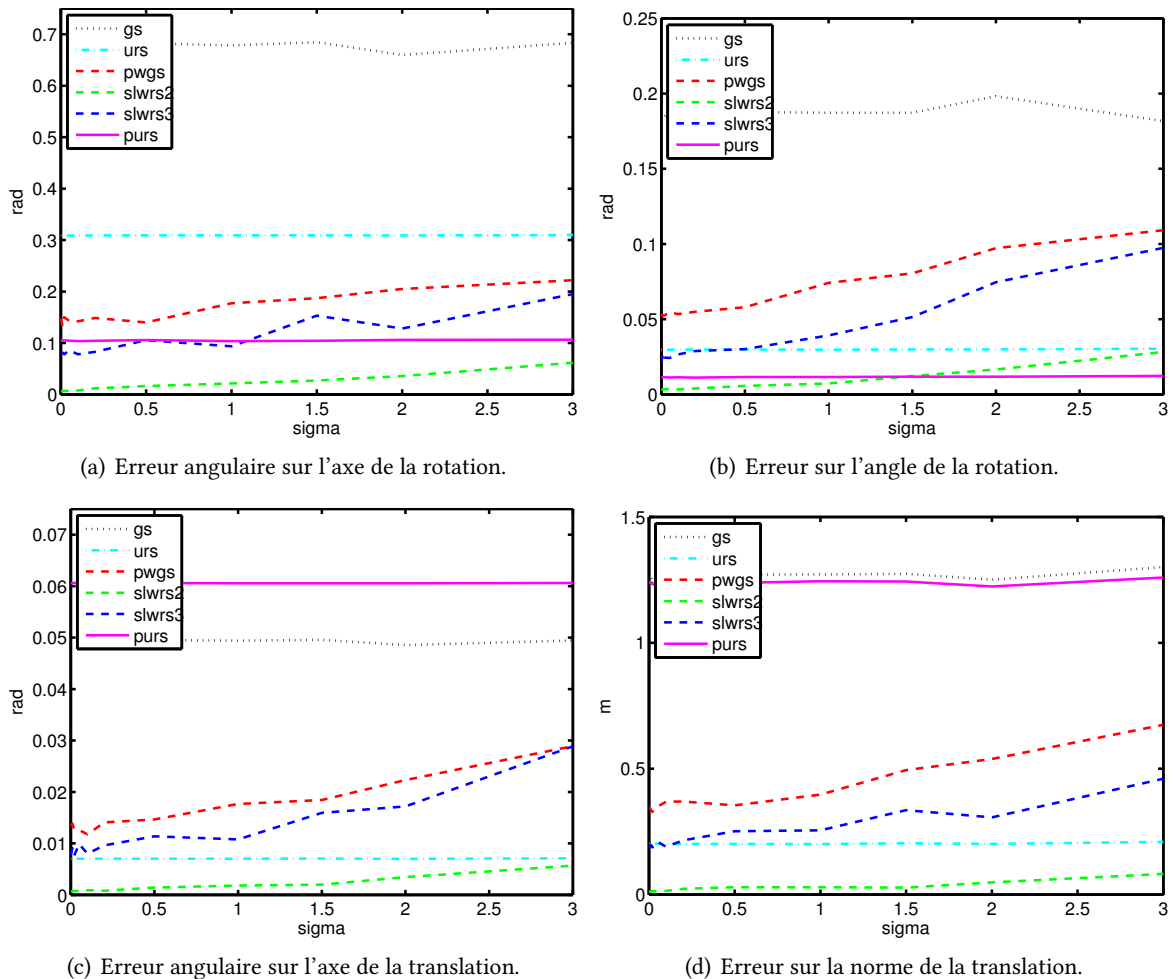 0.7
0.6
0.5
0.4
0.3
0.2
0.1
0
rad
gs
urs
pwgs
slwrs2
slwrs3
purs
0 0.5 1 1.5 2 2.5 3
sigma
(a) Erreur angulaire sur l'axe de la rotation.
0.25
0.2
0.15
0.1
0.05
0
rad
gs
urs
pwgs
slwrs2
slwrs3
purs
0 0.5 1 1.5 2 2.5 3
sigma
(b) Erreur sur l'angle de la rotation.
0.07
0.06
0.05
0.04
0.03
0.02
0.01
0
rad
gs
urs
pwgs
slwrs2
slwrs3
purs
0 0.5 1 1.5 2 2.5 3
sigma
(c) Erreur angulaire sur l'axe de la translation.
1.5
1
0.5
0
m
gs
urs
pwgs
slwrs2
slwrs3
purs
0 0.5 1 1.5 2 2.5 3
sigma
(d) Erreur sur la norme de la translation.